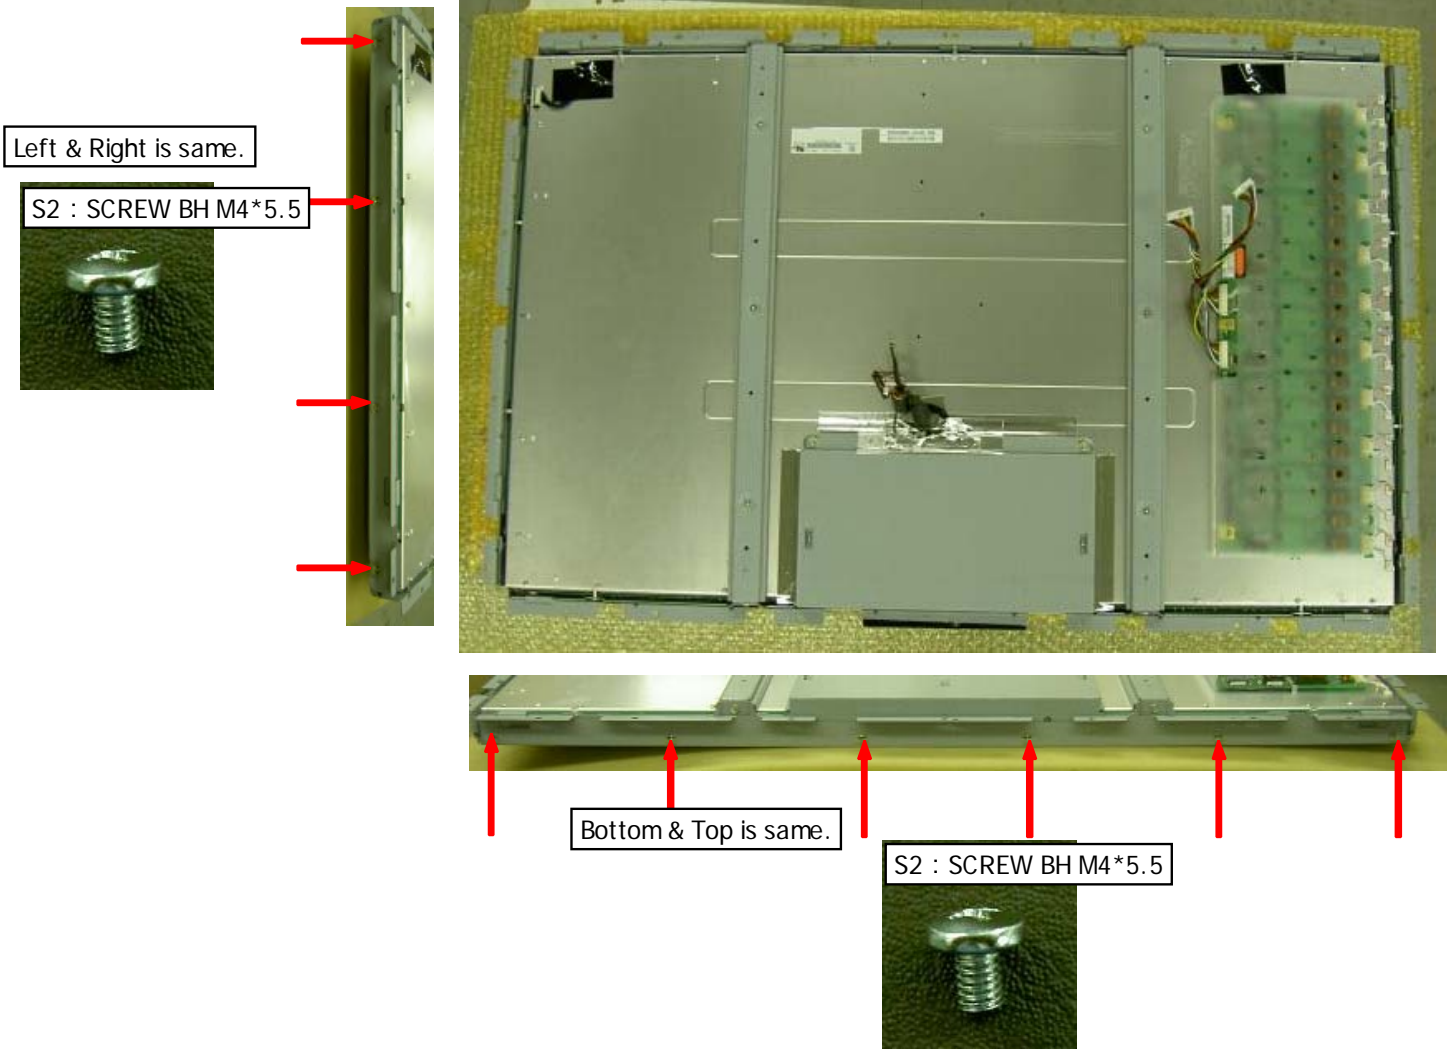 Left & Right is same.
S2 : SCREW BH M4*5.5
Bottom & Top is same.
S2 : SCREW BH M4*5.5